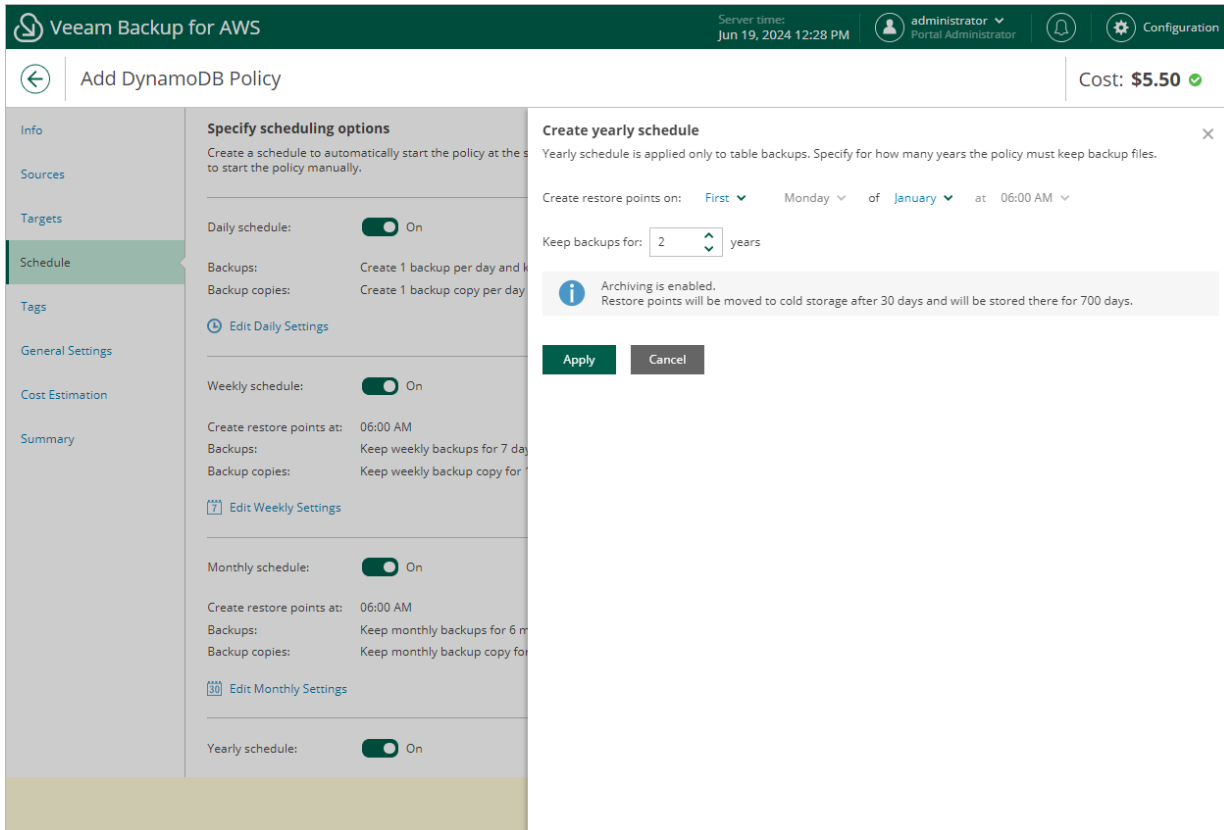 Veeam Backup for AWS
Server time:
Jun 19, 2024 12:28 PM
administrator
Portal Administrator
Configuration
Add DynamoDB Policy
Cost: $5.50
Info
Sources
Targets
Schedule
Tags
General Settings
Cost Estimation
Summary
Specify scheduling options
Create a schedule to automatically start the policy at the s
to start the policy manually.
Daily schedule: On
Backups: Create 1 backup per day and k
Backup copies: Create 1 backup copy per day
Edit Daily Settings
Weekly schedule: On
Create restore points at: 06:00 AM
Backups: Keep weekly backups for 7 day
Backup copies: Keep weekly backup copy for
7 Edit Weekly Settings
Monthly schedule: On
Create restore points at: 06:00 AM
Backups: Keep monthly backups for 6 m
Backup copies: Keep monthly backup copy for
30 Edit Monthly Settings
Yearly schedule: On
Create yearly schedule
Yearly schedule is applied only to table backups. Specify for how many years the policy must keep backup files.
Create restore points on: First Monday of January at 06:00 AM
Keep backups for: 2 years
Archiving is enabled.
Restore points will be moved to cold storage after 30 days and will be stored there for 700 days.
Apply Cancel